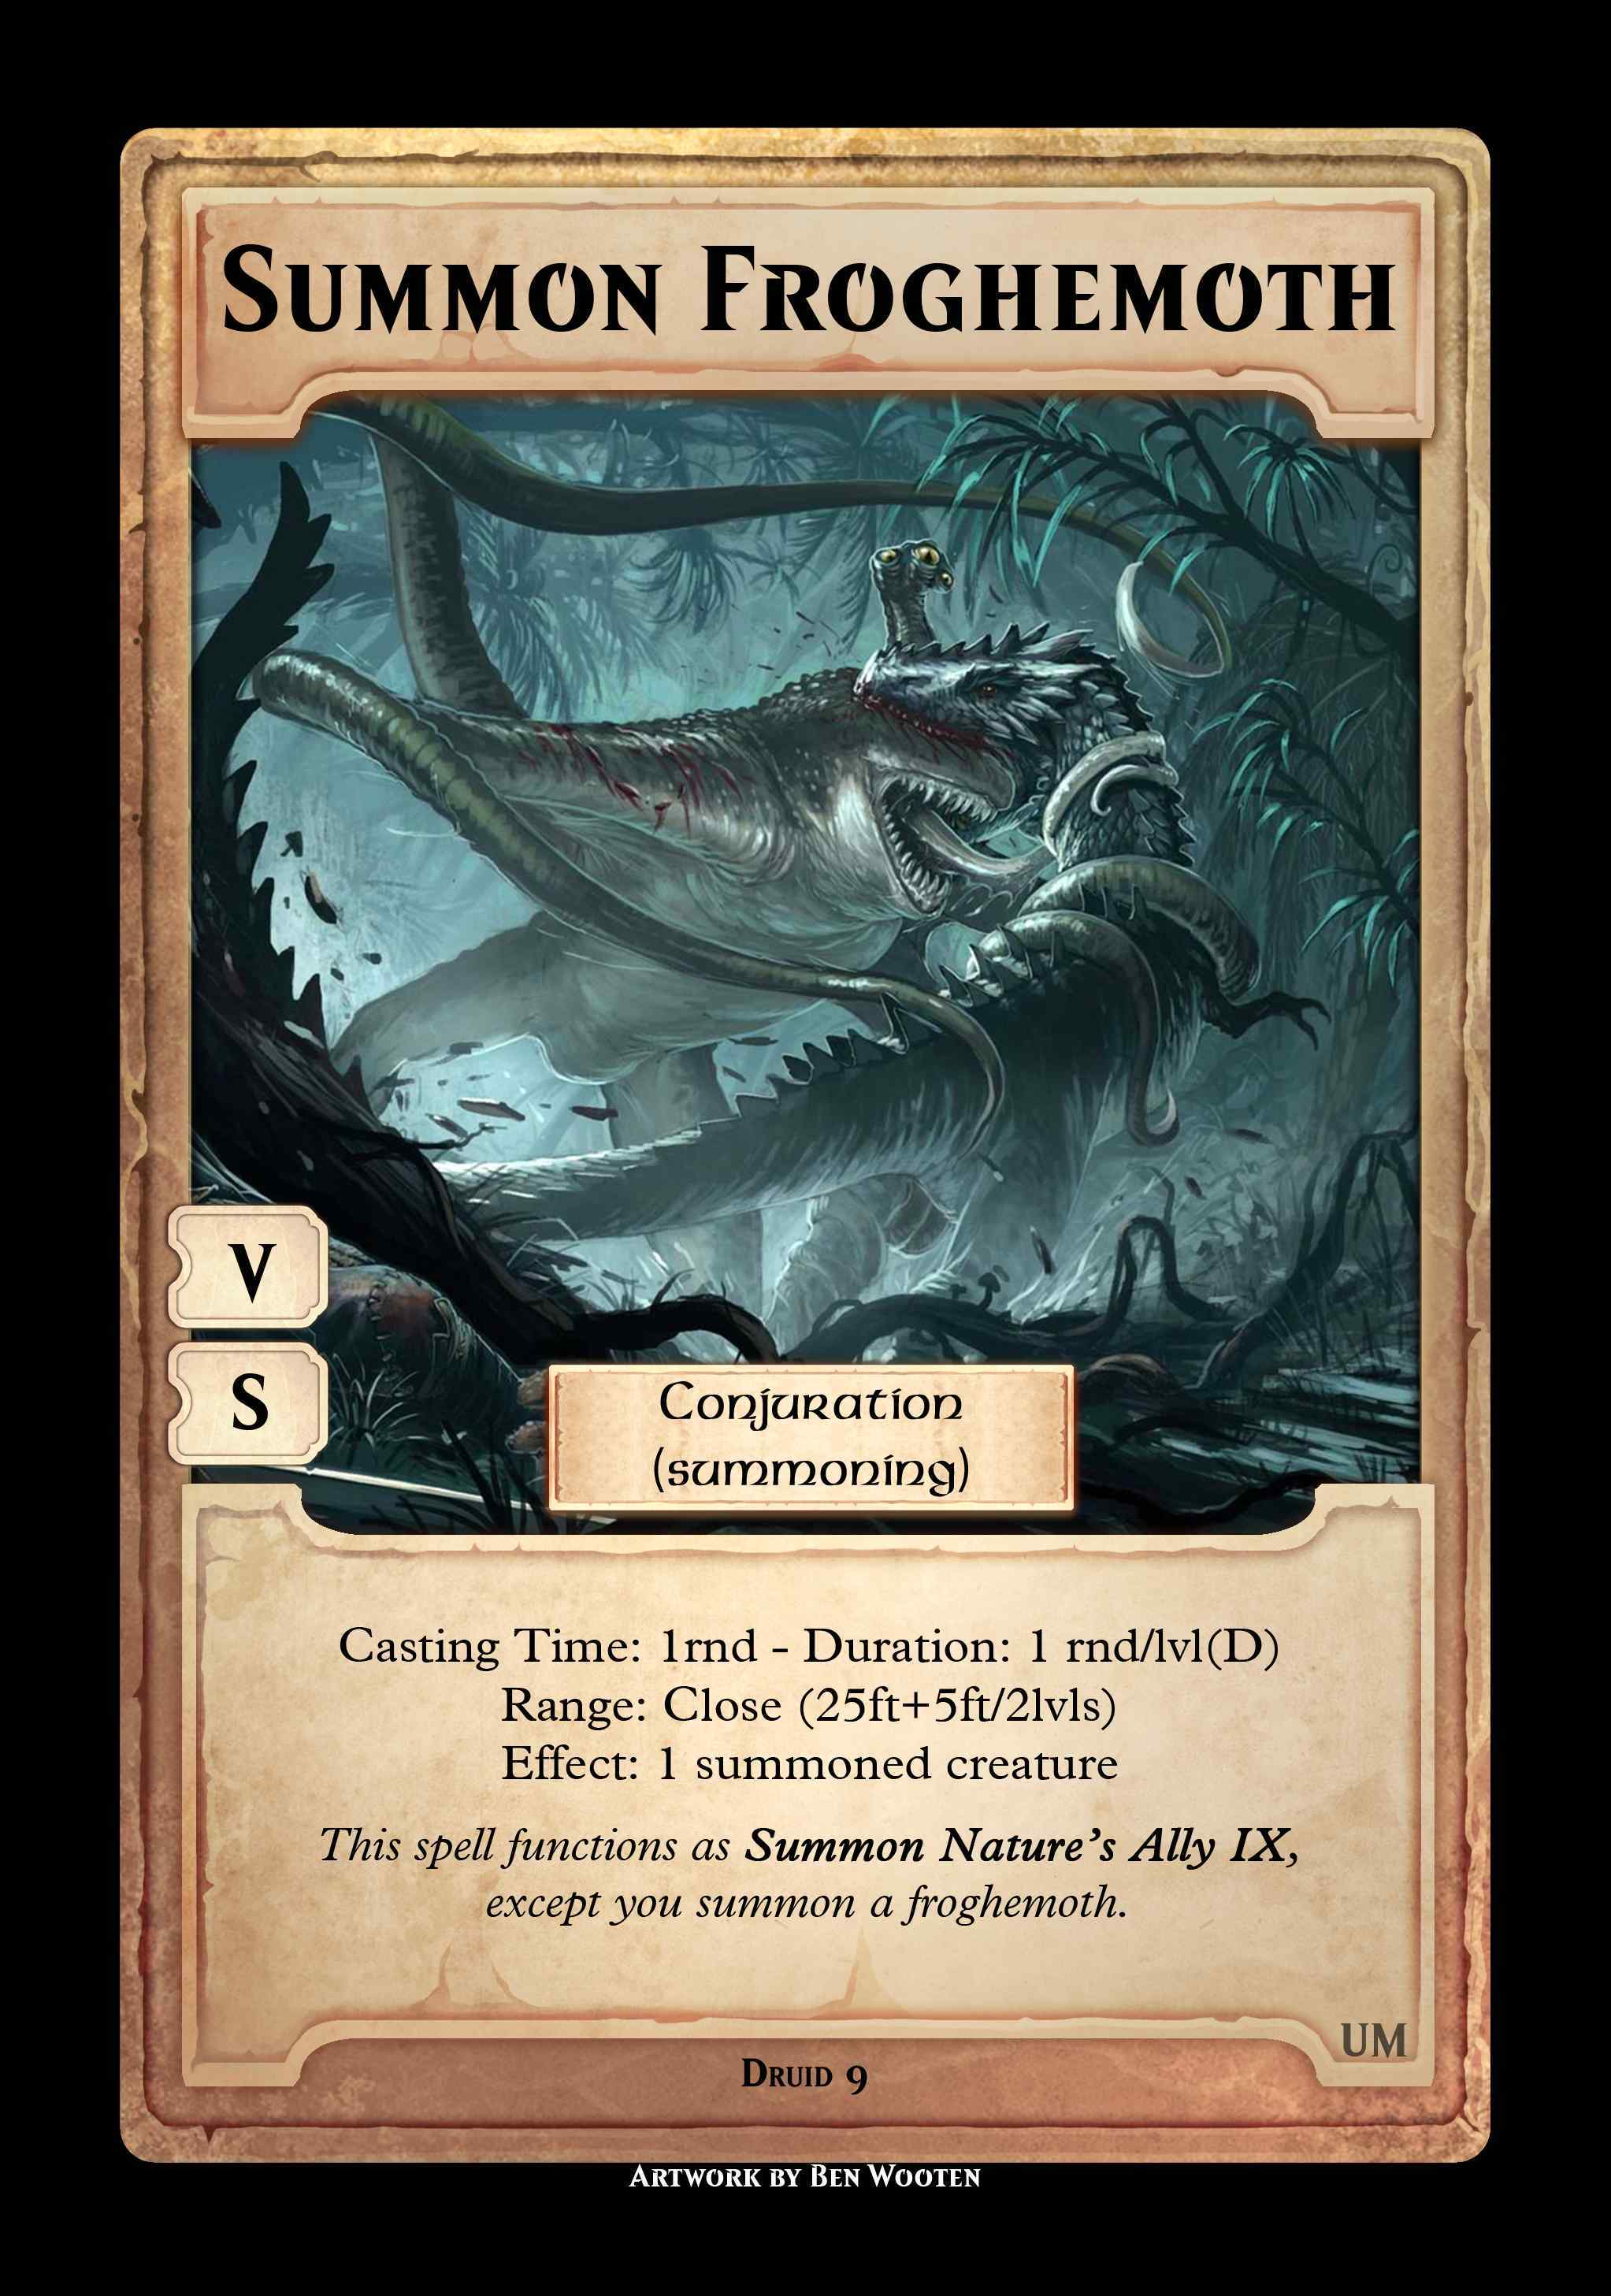 Summon Froghemoth
V
S
Conjuration
(summoning)
Casting Time: 1rnd - Duration: 1 rnd/lvl(D)
Range: Close (25ft+5ft/2lvls)
Effect: 1 summoned creature
This spell functions as Summon Nature's Ally IX,
except you summon a froghemoth.
UM
Druid 9
Artwork by Ben Wooten